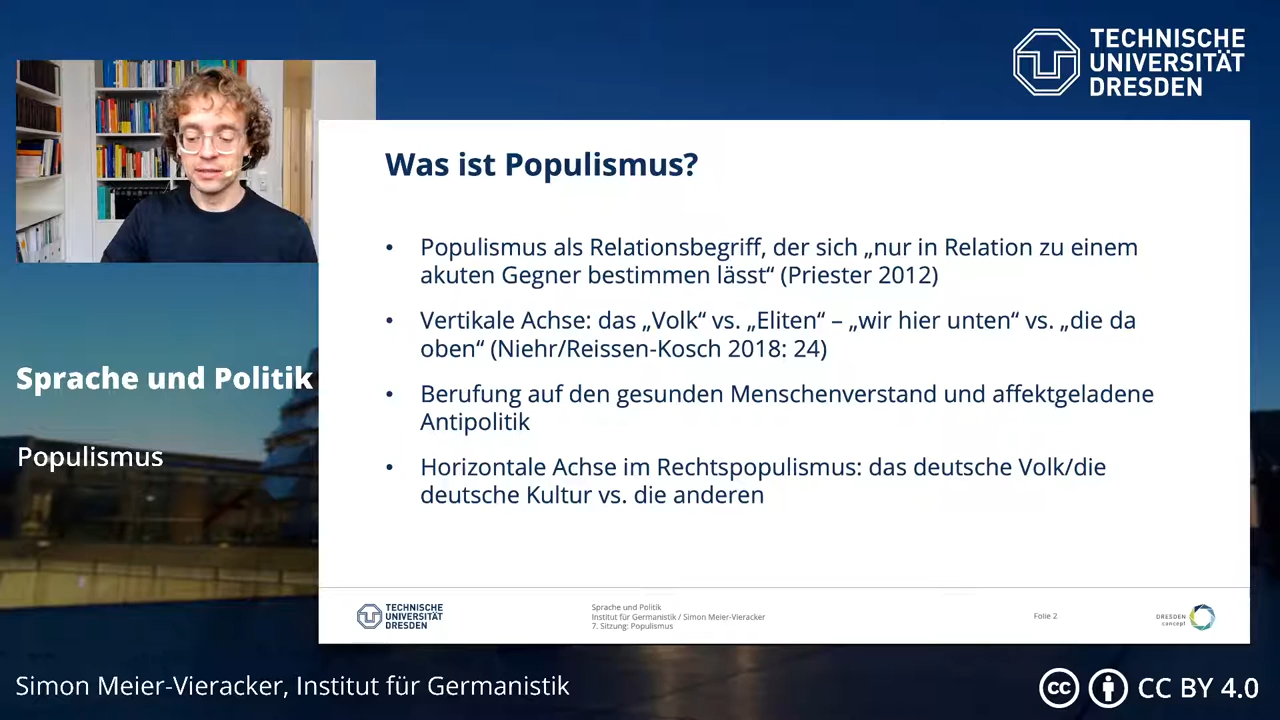 TECHNISCHE
UNIVERSITÄT
DRESDEN
Was ist Populismus?
• Populismus als Relationsbegriff, der sich „nur in Relation zu einem
akuten Gegner bestimmen lässt“ (Priester 2012)
• Vertikale Achse: das „Volk“ vs. „Eliten“ – „wir hier unten“ vs. „die da
oben“ (Niehr/Reissen-Kosch 2018: 24)
• Berufung auf den gesunden Menschenverstand und affektgeladene
Antipolitik
• Horizontale Achse im Rechtspopulismus: das deutsche Volk/die
deutsche Kultur vs. die anderen
Sprache und Politik
Populismus
TECHNISCHE
UNIVERSITÄT
DRESDEN
Sprache und Politik
Institut für Germanistik / Simon Meier-Vieracker
7. Sitzung: Populismus
Folie 2
DRESDEN
concept
Simon Meier-Vieracker, Institut für Germanistik
cc CC BY 4.0